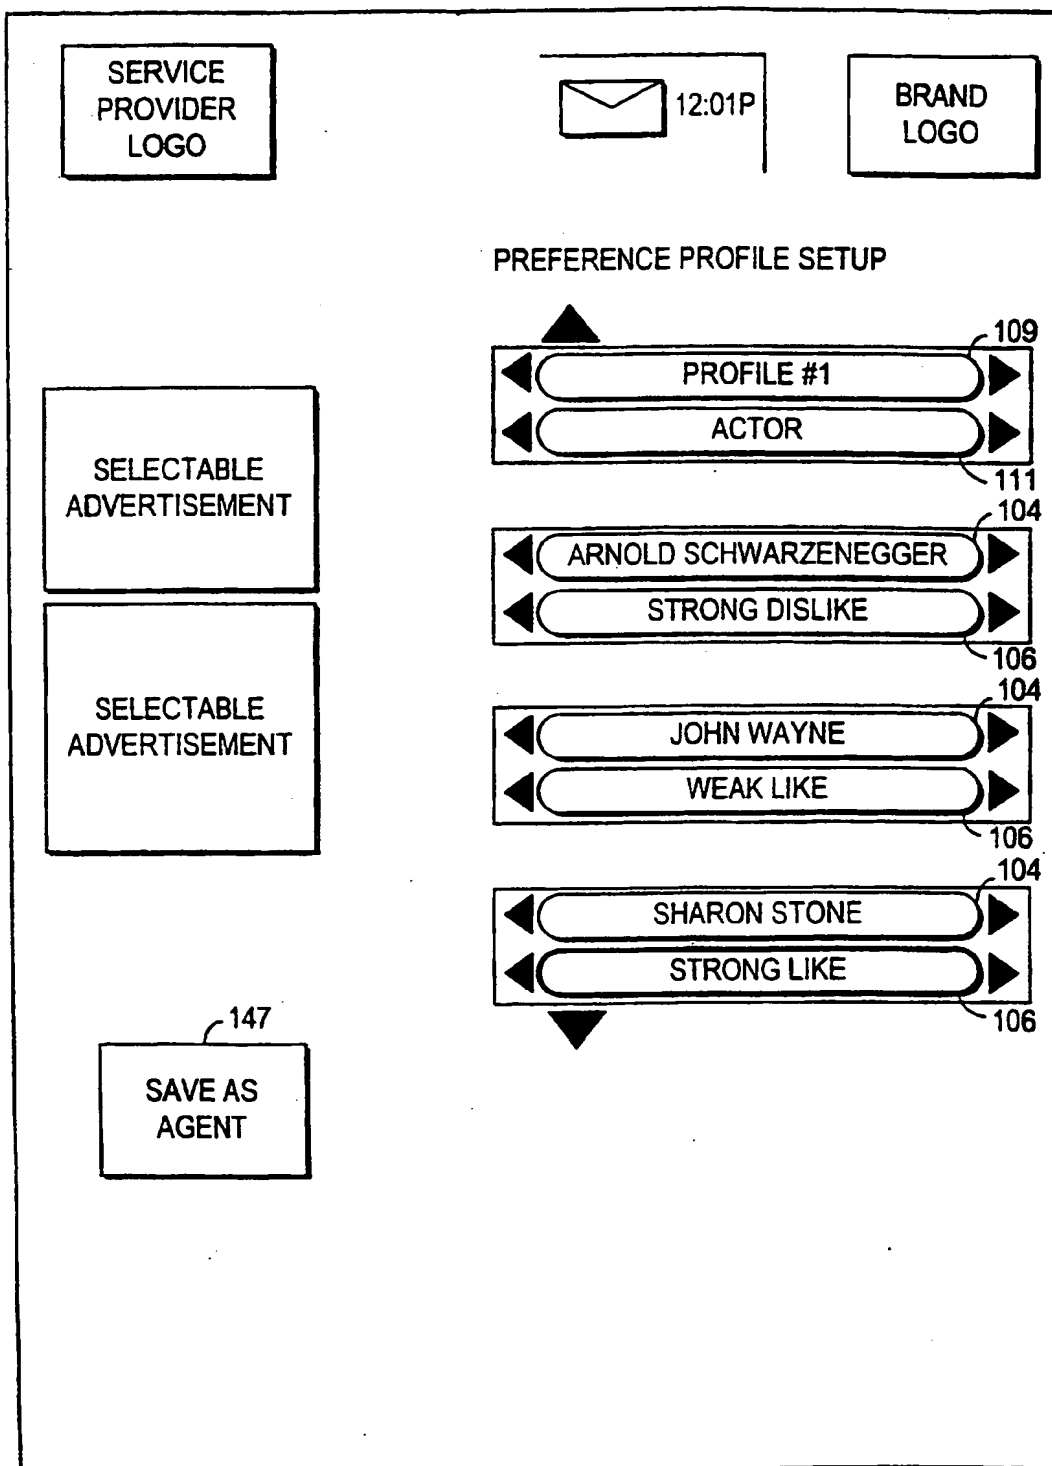 SERVICE
PROVIDER
LOGO
12:01P
BRAND
LOGO
PREFERENCE PROFILE SETUP
109
PROFILE #1
ACTOR
111
SELECTABLE
ADVERTISEMENT
104
ARNOLD SCHWARZENEGGER
STRONG DISLIKE
106
SELECTABLE
ADVERTISEMENT
104
JOHN WAYNE
WEAK LIKE
106
104
SHARON STONE
STRONG LIKE
106
147
SAVE AS
AGENT